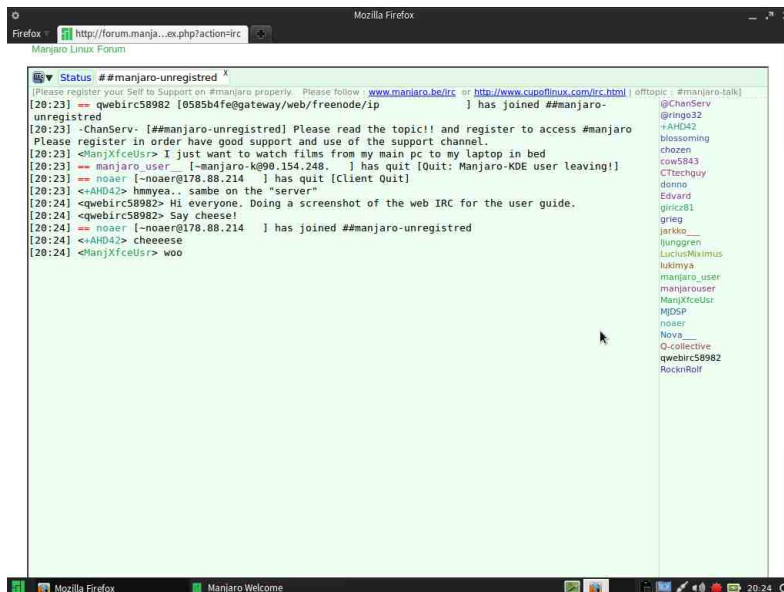 Mozilla Firefox
Firefox http://forum.manja...ex.php?action=irc
Manjaro Linux Forum
Status ##manjaro-unregistred x
[Please register your Self to Support on #manjaro properly. Please follow : www.manjaro.be/irc or http://www.cupoflinux.com/irc.html | offtopic : #manjaro-talk]
[20:23] == qwebirc58982 [0585b4fe@gateway/web/freenode/ip ] has joined ##manjaro-
unregistred
[20:23] -ChanServ- [##manjaro-unregistred] Please read the topic!! and register to access #manjaro
Please register in order have good support and use of the support channel.
[20:23] <ManjXfceUsr> I just want to watch films from my main pc to my laptop in bed
[20:23] == manjaro_user__ [~manjaro-k@90.154.248. ] has quit [Quit: Manjaro-KDE user leaving!]
[20:23] == noaer [~noaer@178.88.214 ] has quit [Client Quit]
[20:23] <+AHD42> hmmyea.. sambe on the "server"
[20:24] <qwebirc58982> Hi everyone. Doing a screenshot of the web IRC for the user guide.
[20:24] <qwebirc58982> Say cheese!
[20:24] == noaer [~noaer@178.88.214 ] has joined ##manjaro-unregistred
[20:24] <+AHD42> cheeeese
[20:24] <ManjXfceUsr> woo
@ChanServ
@ringo32
+AHD42
blossoming
chozen
cow5843
CTtechguy
donno
Edvard
giricz81
grieg
jarkko___
ljunggren
LuciusMiximus
lukimya
manjaro_user
manjarouser
ManjXfceUsr
MJDSP
noaer
Nova___
Q-collective
qwebirc58982
RocknRolf
Mozilla Firefox
Manjaro Welcome
20:24